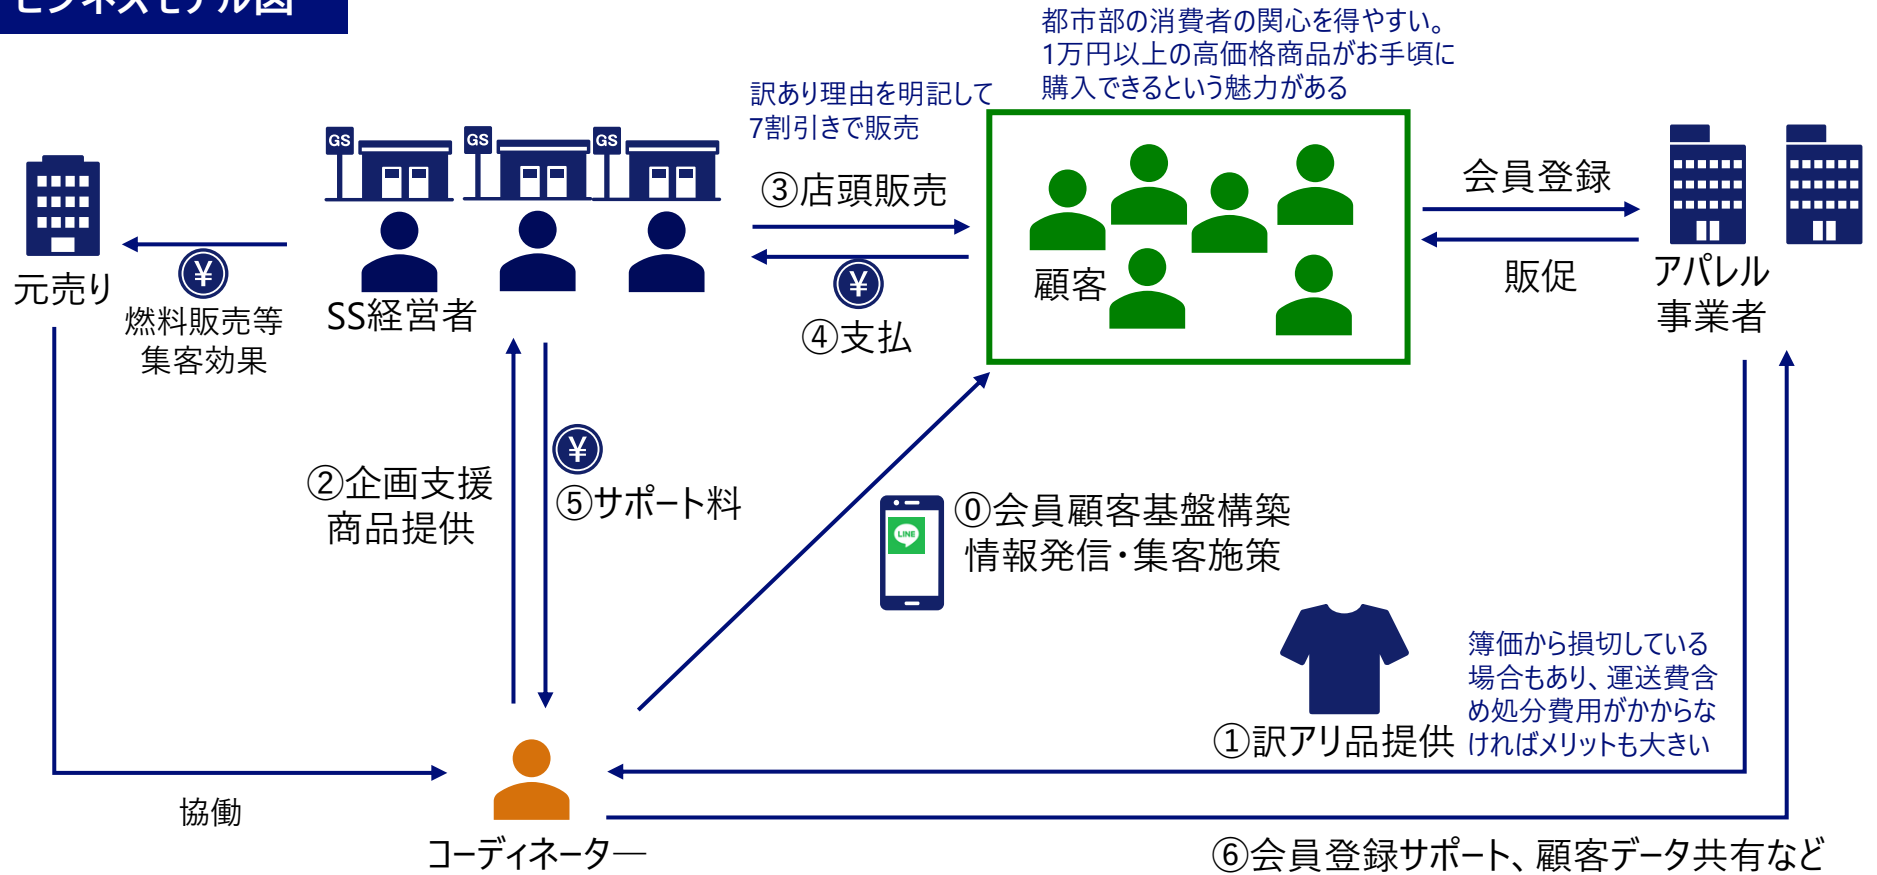 ビジネスモデル図
都市部の消費者の関心を得やすい。
1万円以上の高価格商品がお手頃に
購入できるという魅力がある
訳あり理由を明記して
7割引きで販売
GS
GS
GS
③店頭販売
会員登録
元売り
¥
燃料販売等
集客効果
SS経営者
¥
④支払
顧客
販促
アパレル
事業者
②企画支援
商品提供
¥
⑤サポート料
LINE
⓪会員顧客基盤構築
情報発信・集客施策
①訳アリ品提供
簿価から損切している
場合もあり、運送費含
め処分費用がかからな
ければメリットも大きい
協働
コーディネーター
⑥会員登録サポート、顧客データ共有など